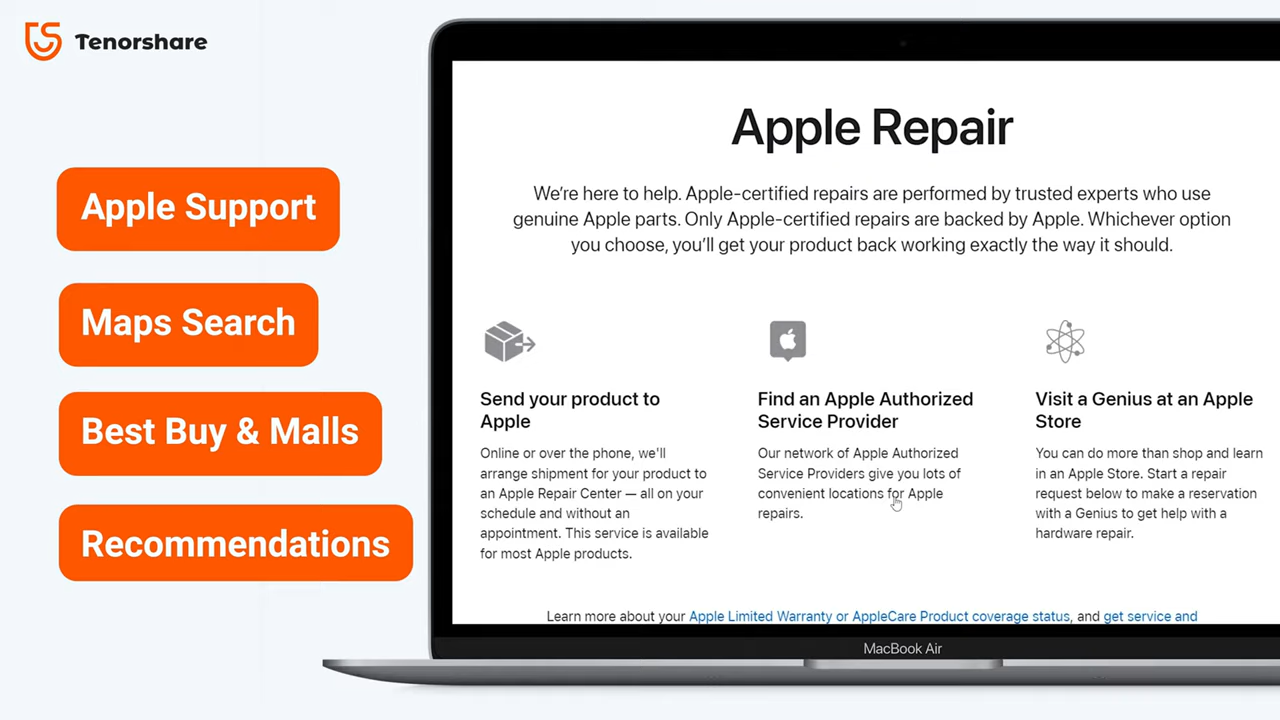 Tenorshare
Apple Support
Maps Search
Best Buy & Malls
Recommendations
Apple Repair
We're here to help. Apple-certified repairs are performed by trusted experts who use
genuine Apple parts. Only Apple-certified repairs are backed by Apple. Whichever option
you choose, you'll get your product back working exactly the way it should.
Send your product to
Apple
Online or over the phone, we'll
arrange shipment for your product to
an Apple Repair Center — all on your
schedule and without an
appointment. This service is available
for most Apple products.
Find an Apple Authorized
Service Provider
Our network of Apple Authorized
Service Providers give you lots of
convenient locations for Apple
repairs.
Visit a Genius at an Apple
Store
You can do more than shop and learn
in an Apple Store. Start a repair
request below to make a reservation
with a Genius to get help with a
hardware repair.
Learn more about your Apple Limited Warranty or AppleCare Product coverage status, and get service and
MacBook Air